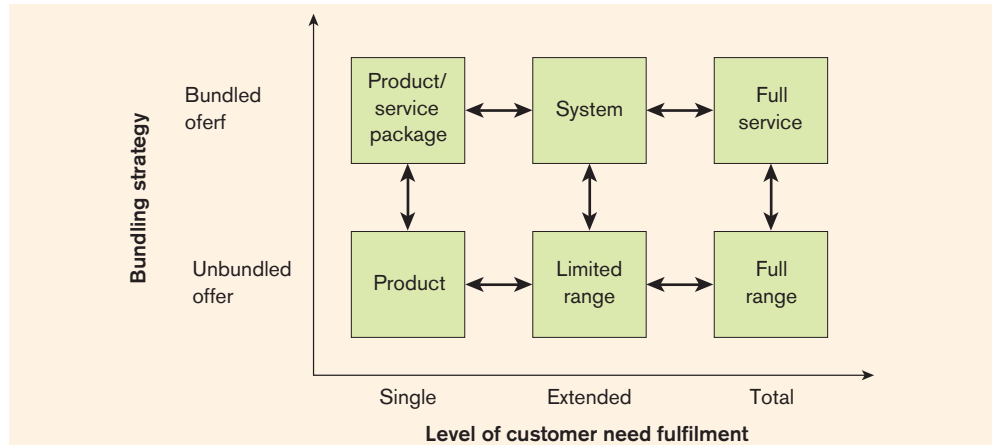 Bundling strategy
Bundled
oferf
Product/
service
package
System
Full
service
Unbundled
offer
Product
Limited
range
Full
range
Single
Extended
Total
Level of customer need fulfilment